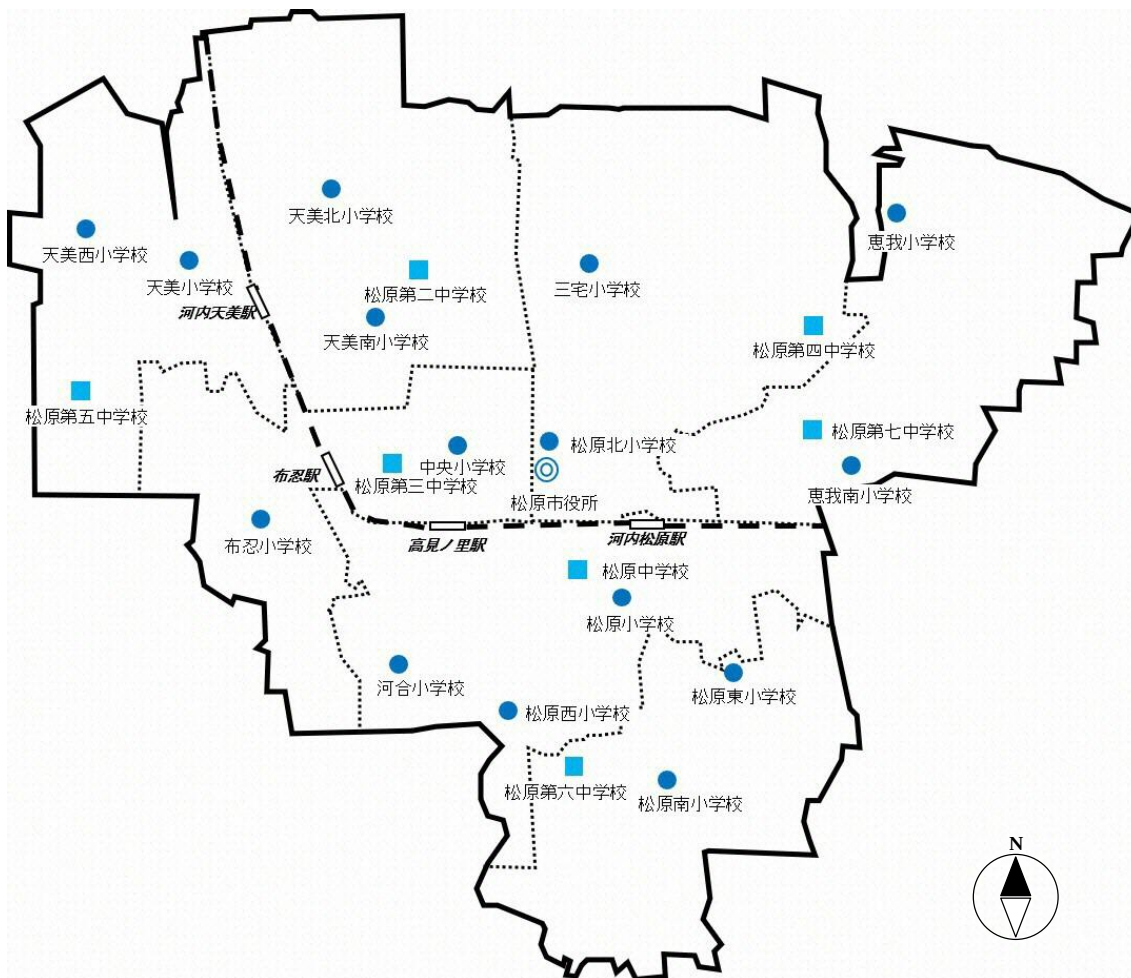 天美北小学校
恵我小学校
天美西小学校
天美小学校
三宅小学校
松原第二中学校
河内天美駅
天美南小学校
松原第四中学校
松原第五中学校
松原第七中学校
松原北小学校
中央小学校
布忍駅
松原第三中学校
恵我南小学校
松原市役所
布忍小学校
高見ノ里駅
河内松原駅
松原中学校
松原小学校
河合小学校
松原東小学校
松原西小学校
松原第六中学校
松原南小学校
N